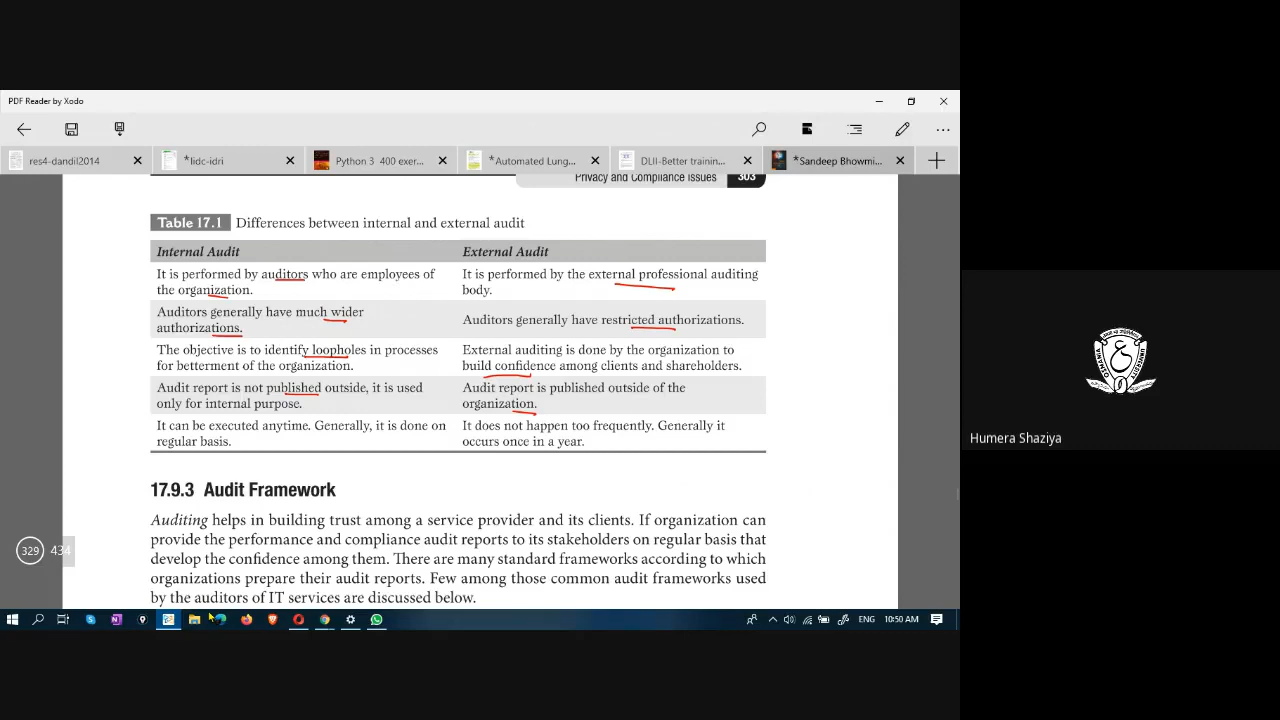 PDF Reader by Xodo
res4-dandil2014
*lidc-idri
Python 3 400 exer...
*Automated Lung...
DLII-Better trainin...
*Sandeep Bhowmi...
Privacy and Compliance Issues 303
Table 17.1 Differences between internal and external audit
Internal Audit
External Audit
It is performed by auditors who are employees of
the organization.
It is performed by the external professional auditing
body.
Auditors generally have much wider
authorizations.
Auditors generally have restricted authorizations.
The objective is to identify loopholes in processes
for betterment of the organization.
External auditing is done by the organization to
build confidence among clients and shareholders.
Audit report is not published outside, it is used
only for internal purpose.
Audit report is published outside of the
organization.
It can be executed anytime. Generally, it is done on
regular basis.
It does not happen too frequently. Generally it
occurs once in a year.
17.9.3 Audit Framework
Auditing helps in building trust among a service provider and its clients. If organization can
provide the performance and compliance audit reports to its stakeholders on regular basis that
develop the confidence among them. There are many standard frameworks according to which
organizations prepare their audit reports. Few among those common audit frameworks used
by the auditors of IT services are discussed below.
329 434
ENG 10:50 AM
Humera Shaziya